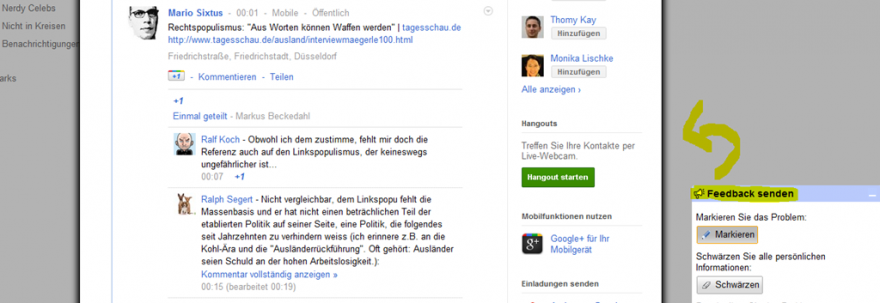 Nerdy Celebs
Nicht in Kreisen
Benachrichtigungen
arks
Mario Sixtus - 00:01 - Mobile - Öffentlich
Rechtspopulismus: "Aus Worten können Waffen werden" | tagesschau.de
http://www.tagesschau.de/ausland/interviewmaegerle100.html
Friedrichstraße, Friedrichstadt, Düsseldorf
+1 - Kommentieren - Teilen
+1
Einmal geteilt - Markus Beckedahl
Ralf Koch - Obwohl ich dem zustimme, fehlt mir doch die
Referenz auch auf den Linkspopulismus, der keineswegs
ungefährlicher ist...
00:07 +1
Ralph Segert - Nicht vergleichbar, dem Linkspopu fehlt die
Massenbasis und er hat nicht einen beträchlichen Teil der
etablierten Politik auf seiner Seite, eine Politik, die folgendes
seit Jahrzehnten zu verhindern weiss (ich erinnere z.B. an die
Kohl-Ära und die "Ausländerrückführung". Oft gehört: Ausländer
seien Schuld an der hohen Arbeitslosigkeit.):
Kommentar vollständig anzeigen »
00:15 (bearbeitet 00:19)
Thomy Kay
Hinzufügen
Monika Lischke
Hinzufügen
Alle anzeigen ›
Hangouts
Treffen Sie Ihre Kontakte per
Live-Webcam.
Hangout starten
Mobilfunktionen nutzen
g+
Google+ für Ihr
Mobilgerät
Einladungen senden
Feedback senden
Markieren Sie das Problem:
Markieren
Schwärzen Sie alle persönlichen
Informationen:
Schwärzen